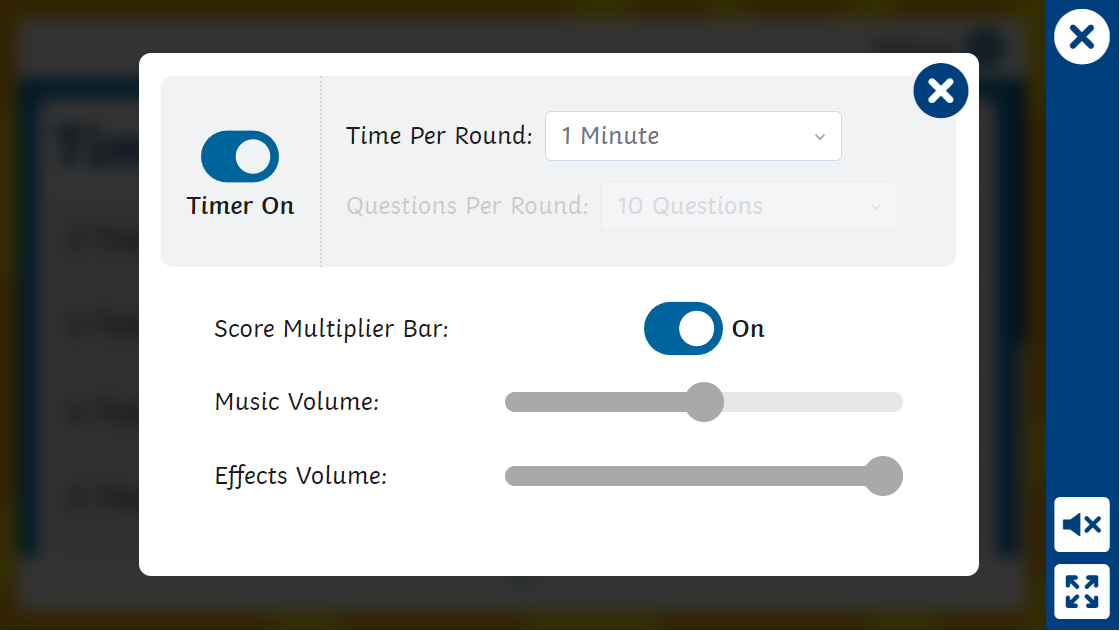 Time Per Round: 1 Minute
Timer On
Questions Per Round: 10 Questions
Score Multiplier Bar: On
Music Volume:
Effects Volume: